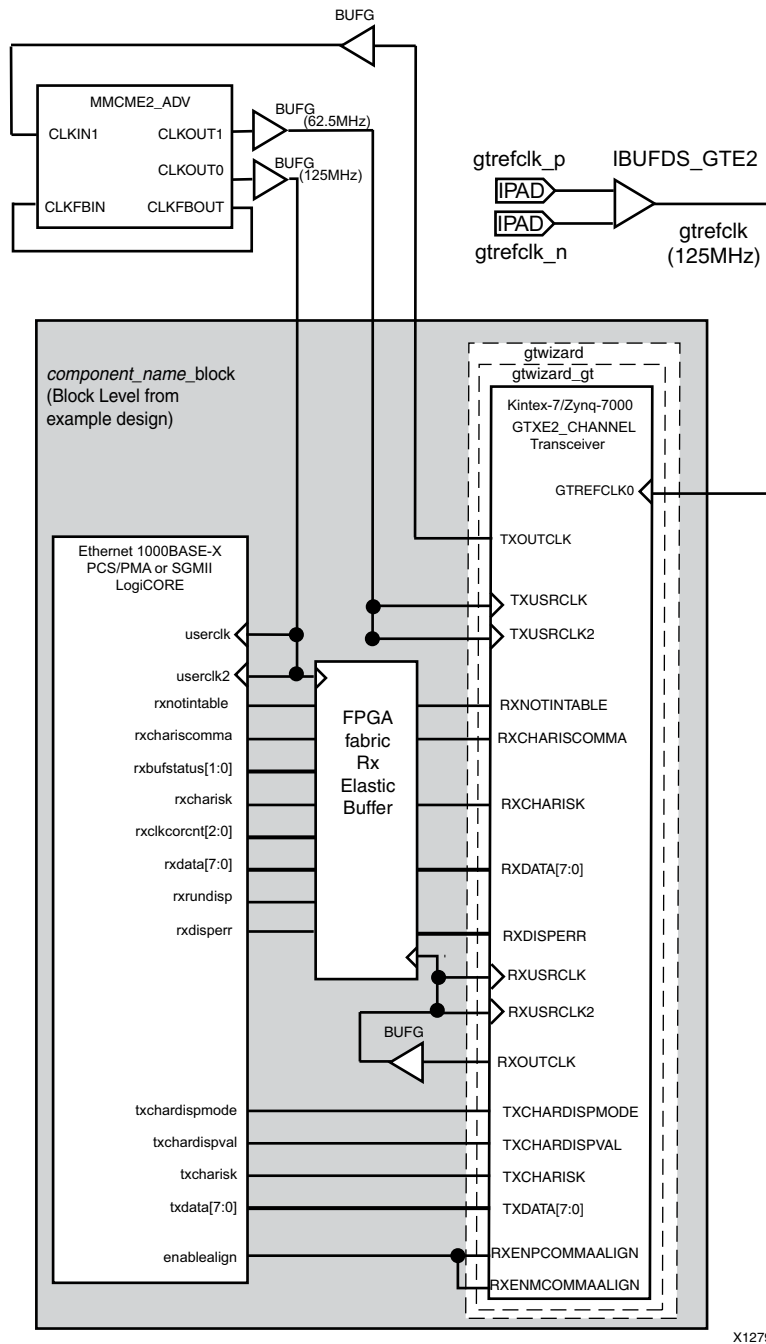 BUFG
MMCME2_ADV
CLKIN1
CLKOUT1
BUFG
(62.5MHz)
CLKOUT0
BUFG
(125MHz)
CLKFBIN
CLKFBOUT
gtrefclk_p
IBUFDS_GTE2
IPAD
IPAD
gtrefclk_n
gtrefclk
(125MHz)
component_name_block
(Block Level from
example design)
gtwizard
gtwizard_gt
Kintex-7/Zynq-7000
GTXE2_CHANNEL
Transceiver
GTREFCLK0
TXOUTCLK
TXUSRCLK
TXUSRCLK2
Ethernet 1000BASE-X
PCS/PMA or SGMII
LogiCORE
userclk
userclk2
rxnotintable
rxchariscomma
rxbufstatus[1:0]
rxcharisk
rxclkcorcnt[2:0]
rxdata[7:0]
rxrundisp
rxdisperr
FPGA
fabric
Rx
Elastic
Buffer
RXNOTINTABLE
RXCHARISCOMMA
RXCHARISK
RXDATA[7:0]
RXDISPERR
RXUSRCLK
RXUSRCLK2
BUFG
RXOUTCLK
txchardispmode
txchardispval
txcharisk
txdata[7:0]
enablealign
TXCHARDISPMODE
TXCHARDISPVAL
TXCHARISK
TXDATA[7:0]
RXENPCOMMAALIGN
RXENMCOMMAALIGN